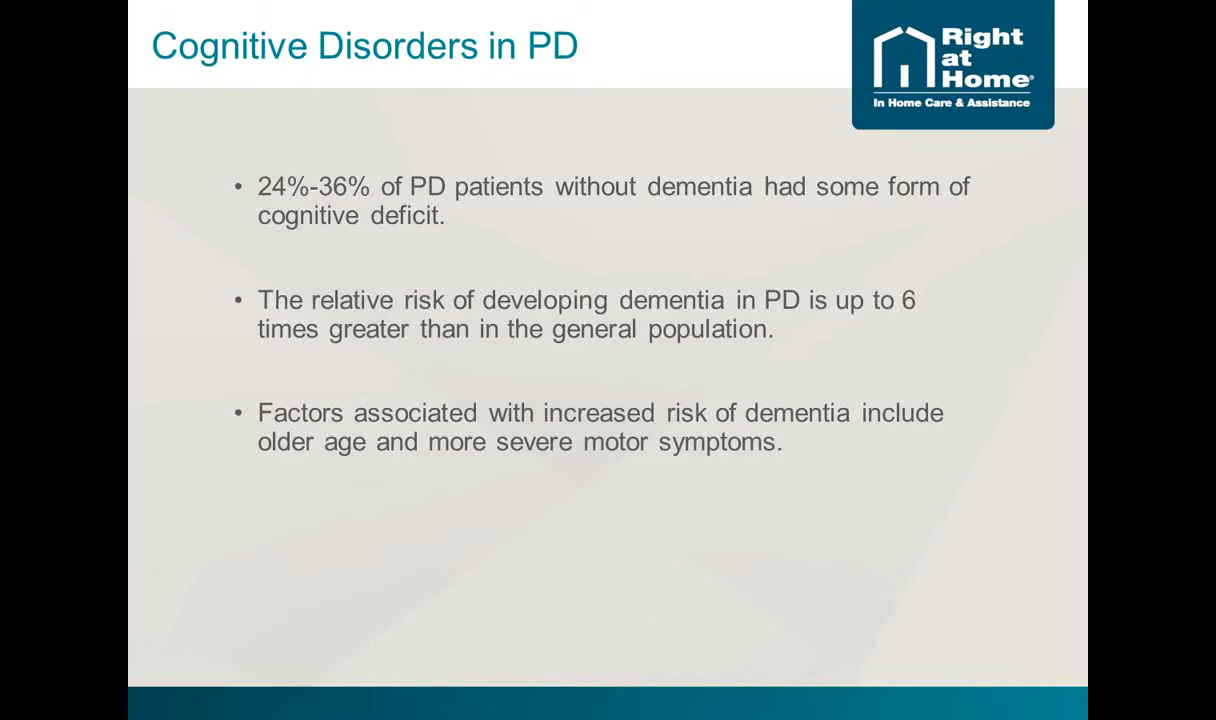 Cognitive Disorders in PD
Right
at
Home®
In Home Care & Assistance
• 24%-36% of PD patients without dementia had some form of
cognitive deficit.
• The relative risk of developing dementia in PD is up to 6
times greater than in the general population.
• Factors associated with increased risk of dementia include
older age and more severe motor symptoms.